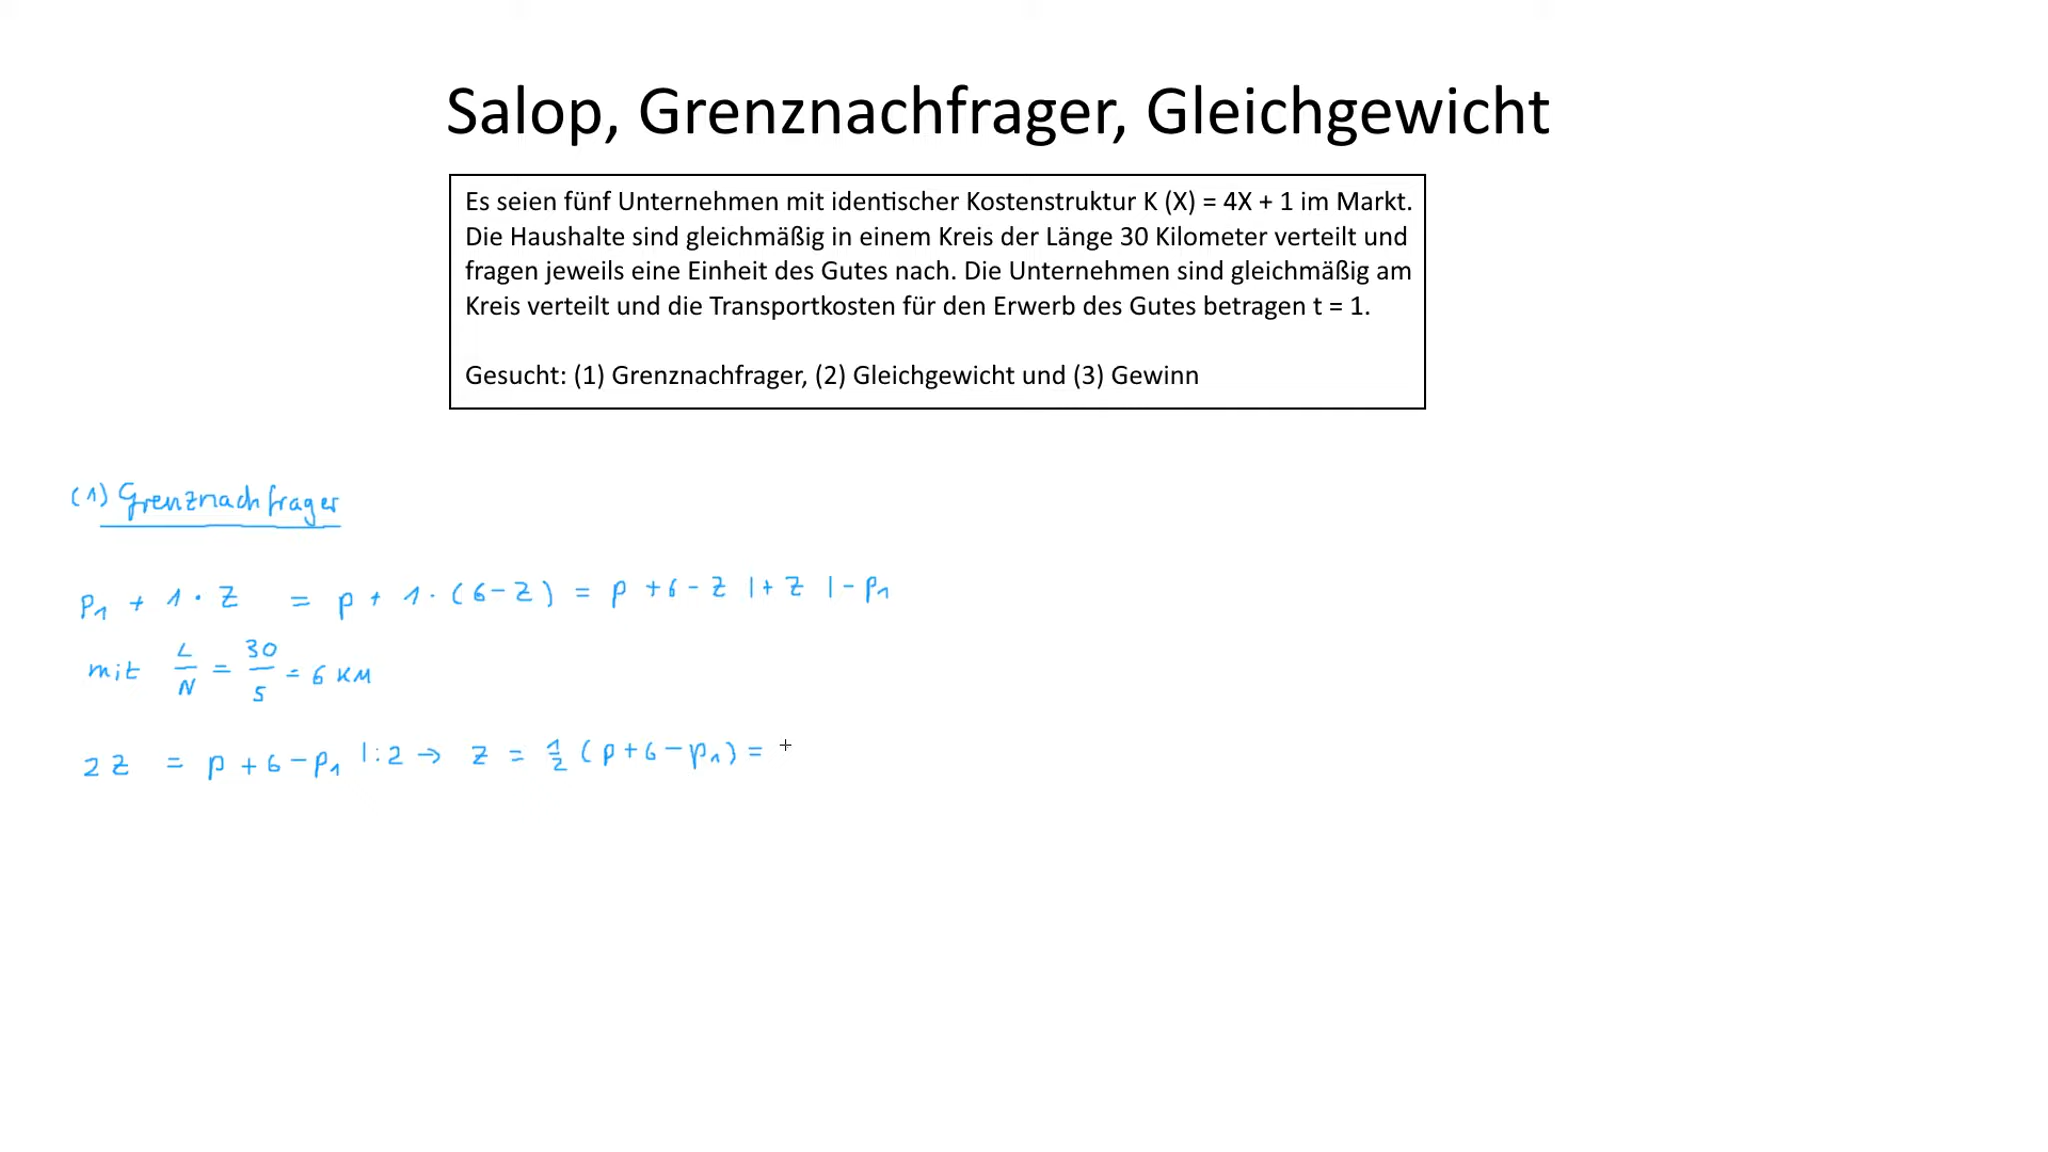 Salop, Grenznachfrager, Gleichgewicht
Es seien fünf Unternehmen mit identischer Kostenstruktur K (X) = 4X + 1 im Markt.
Die Haushalte sind gleichmäßig in einem Kreis der Länge 30 Kilometer verteilt und
fragen jeweils eine Einheit des Gutes nach. Die Unternehmen sind gleichmäßig am
Kreis verteilt und die Transportkosten für den Erwerb des Gutes betragen t = 1.
Gesucht: (1) Grenznachfrager, (2) Gleichgewicht und (3) Gewinn
(1) Grenznachfrager
p₁ + 1 · z = p + 1 · (6 - z) = p + 6 - z | + z | - p₁
mit L/N = 30/5 = 6 KM
2 z = p + 6 - p₁ | : 2 → z = 1/2 (p + 6 - p₁) =